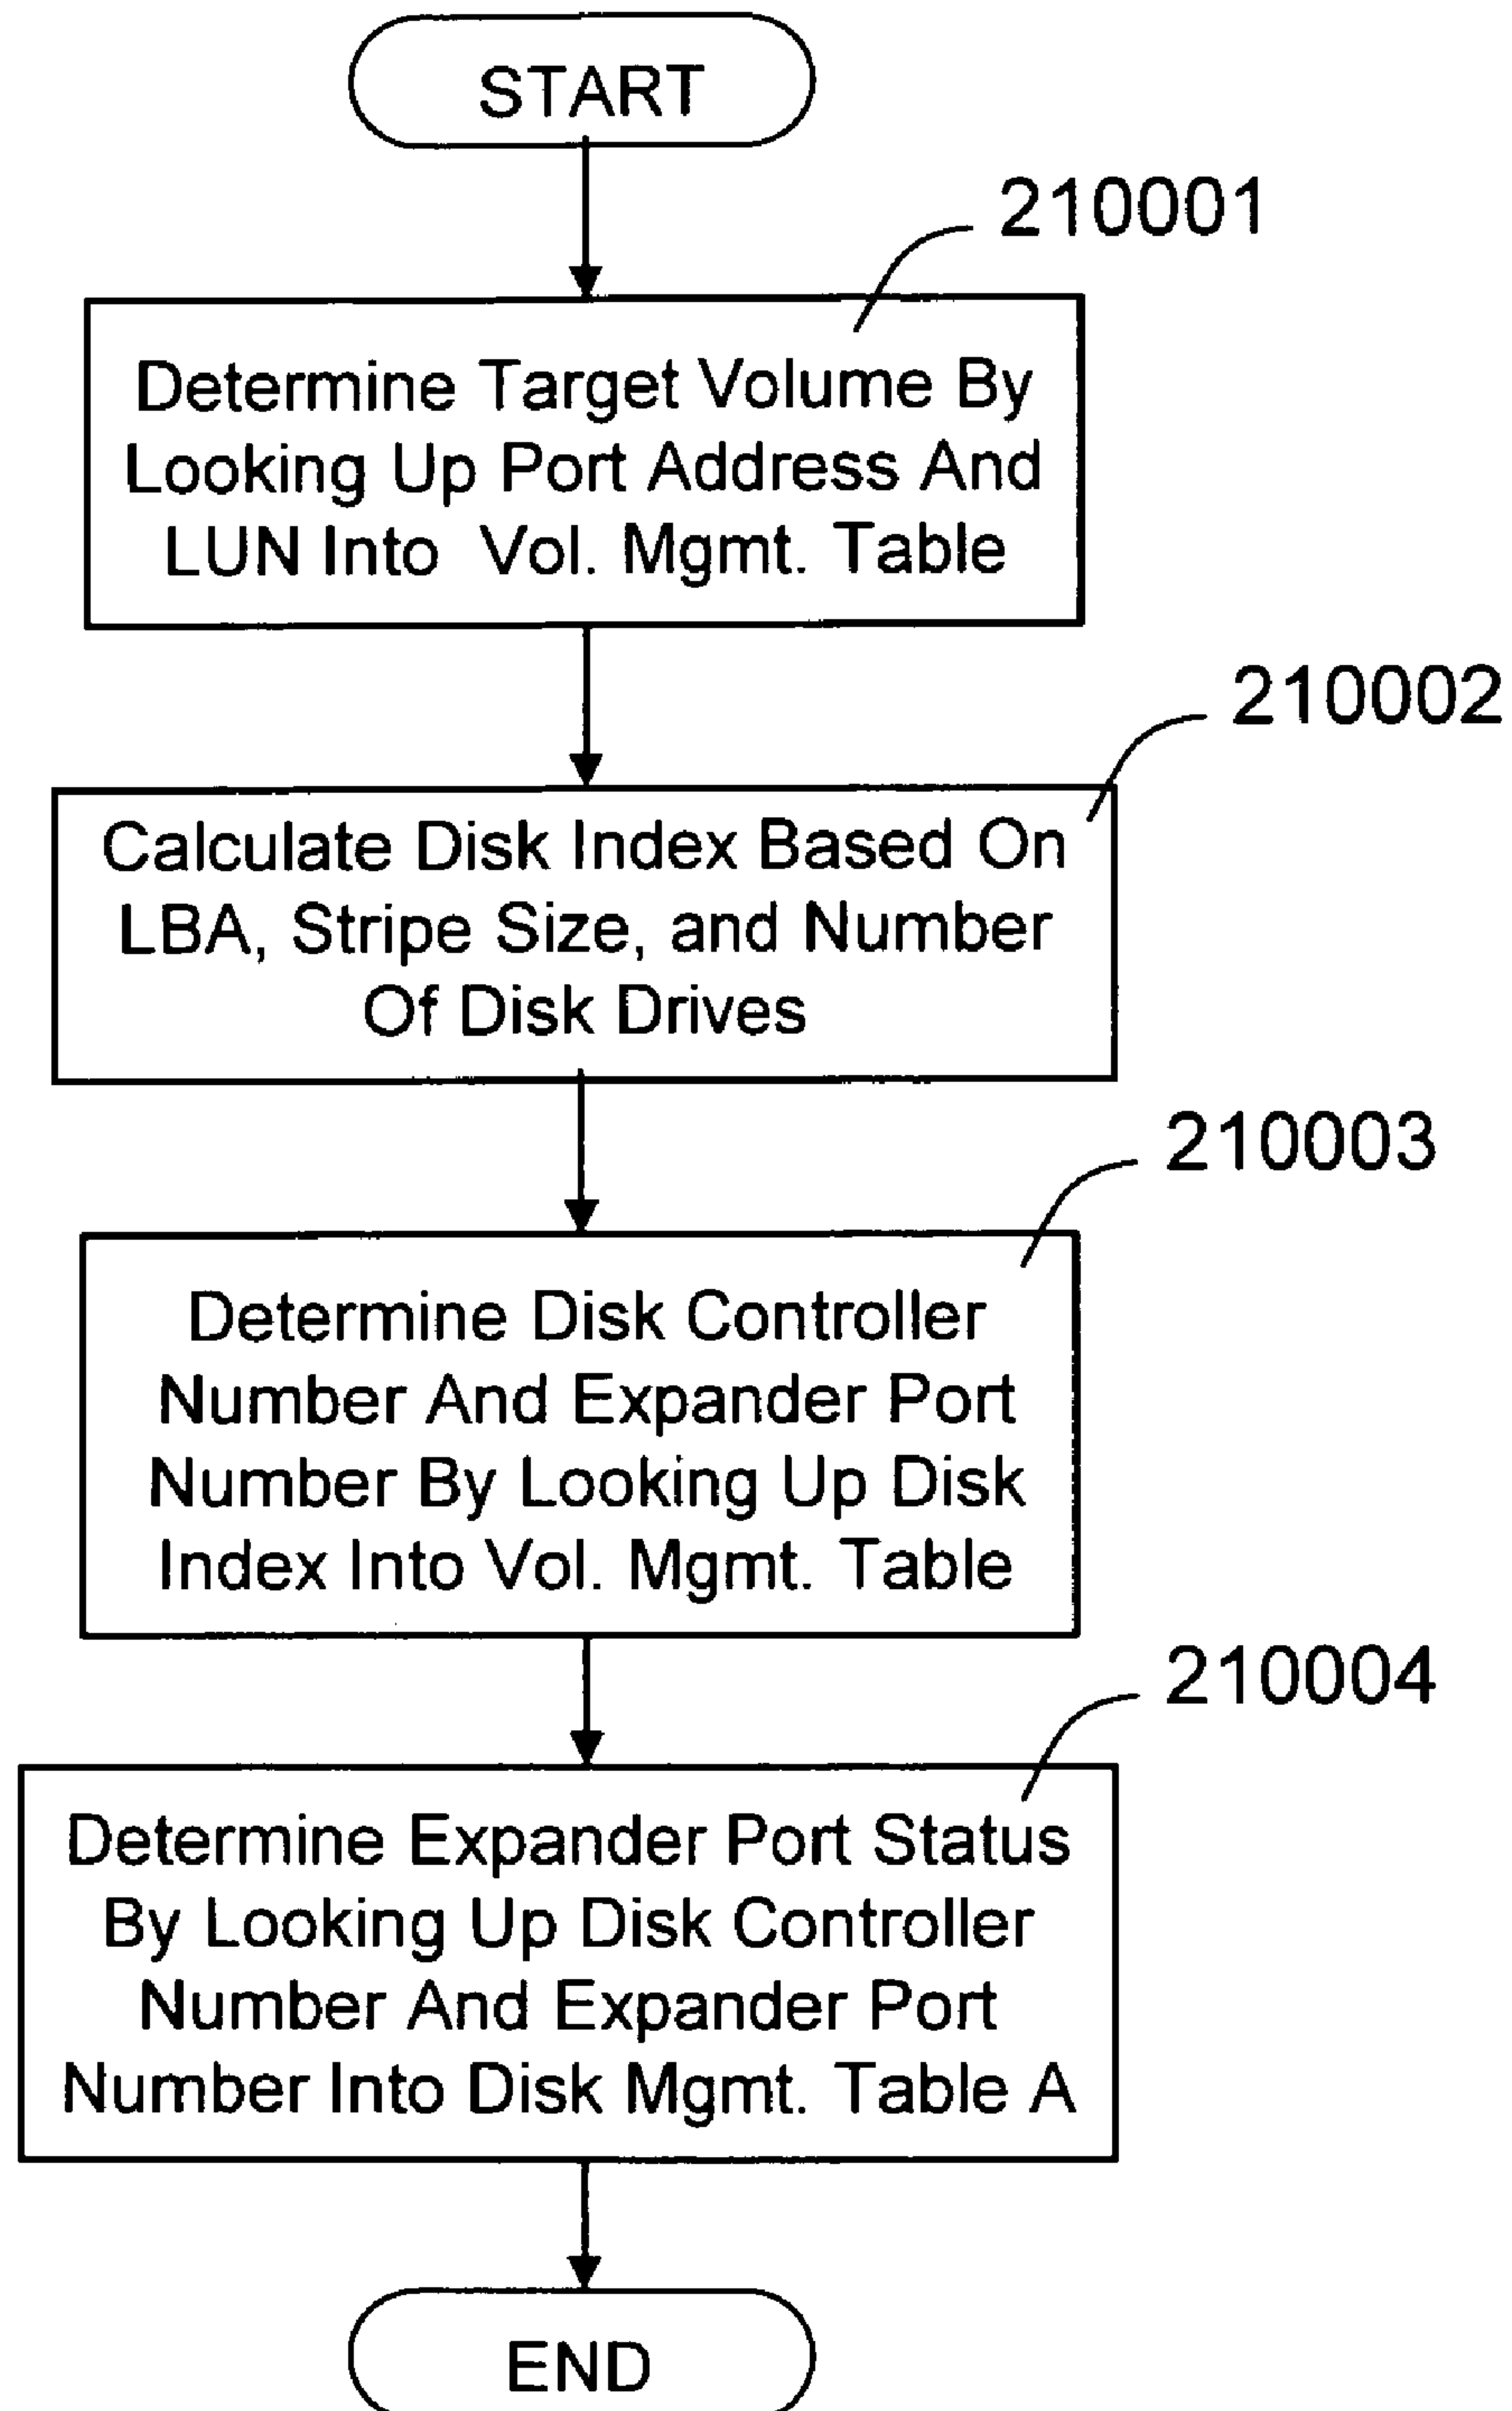 START
210001
Determine Target Volume By
Looking Up Port Address And
LUN Into Vol. Mgmt. Table
210002
Calculate Disk Index Based On
LBA, Stripe Size, and Number
Of Disk Drives
210003
Determine Disk Controller
Number And Expander Port
Number By Looking Up Disk
Index Into Vol. Mgmt. Table
210004
Determine Expander Port Status
By Looking Up Disk Controller
Number And Expander Port
Number Into Disk Mgmt. Table A
END